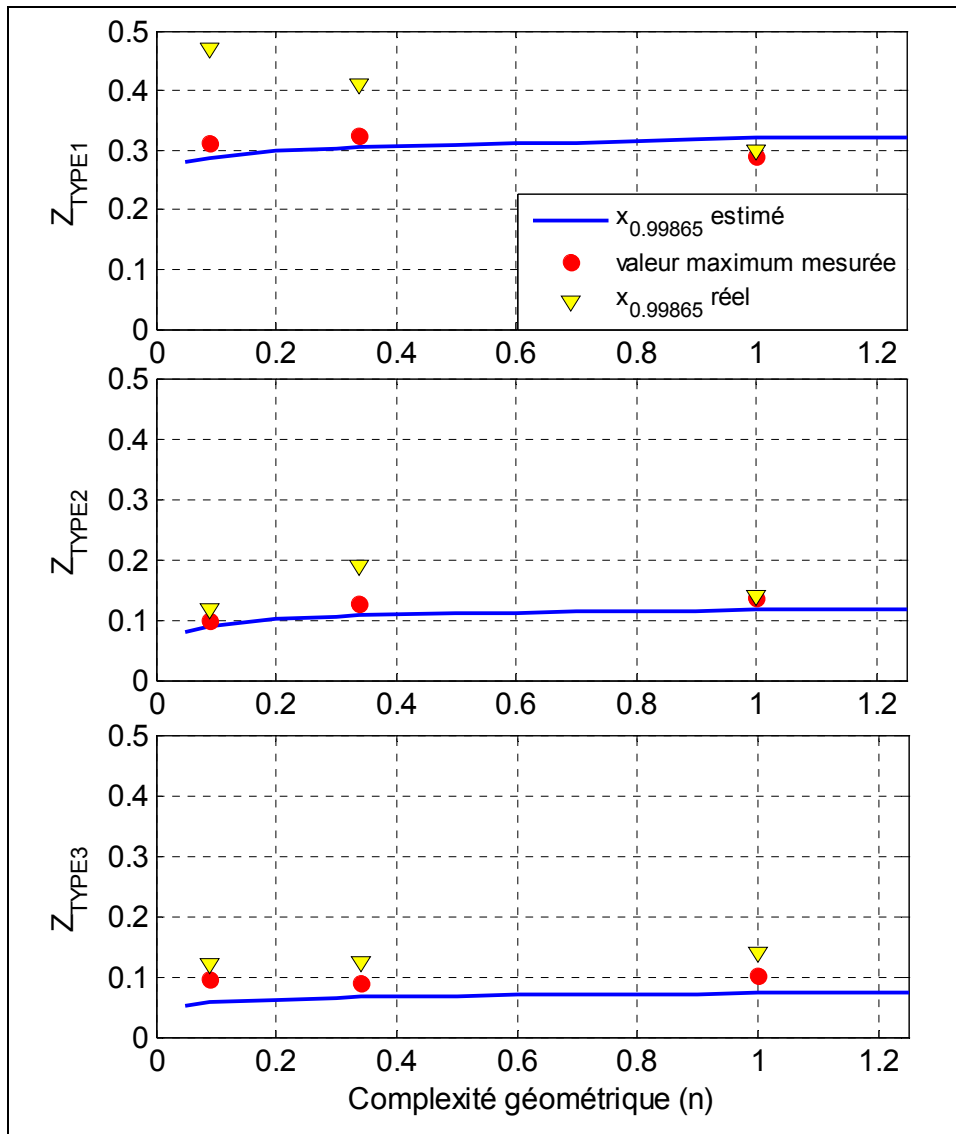 0.5
0.4
0.3
0.2
0.1
0
Z_TYPE1
x_0.99865 estimé
valeur maximum mesurée
x_0.99865 réel
0 0.2 0.4 0.6 0.8 1 1.2
0.5
0.4
0.3
0.2
0.1
0
Z_TYPE2
0 0.2 0.4 0.6 0.8 1 1.2
0.5
0.4
0.3
0.2
0.1
0
Z_TYPE3
0 0.2 0.4 0.6 0.8 1 1.2
Complexité géométrique (n)